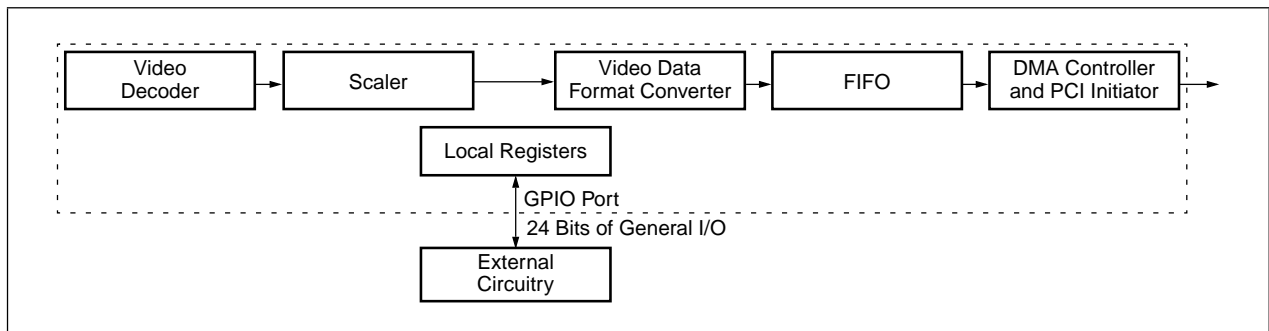 Video
Decoder
Scaler
Video Data
Format Converter
FIFO
DMA Controller
and PCI Initiator
Local Registers
GPIO Port
24 Bits of General I/O
External
Circuitry